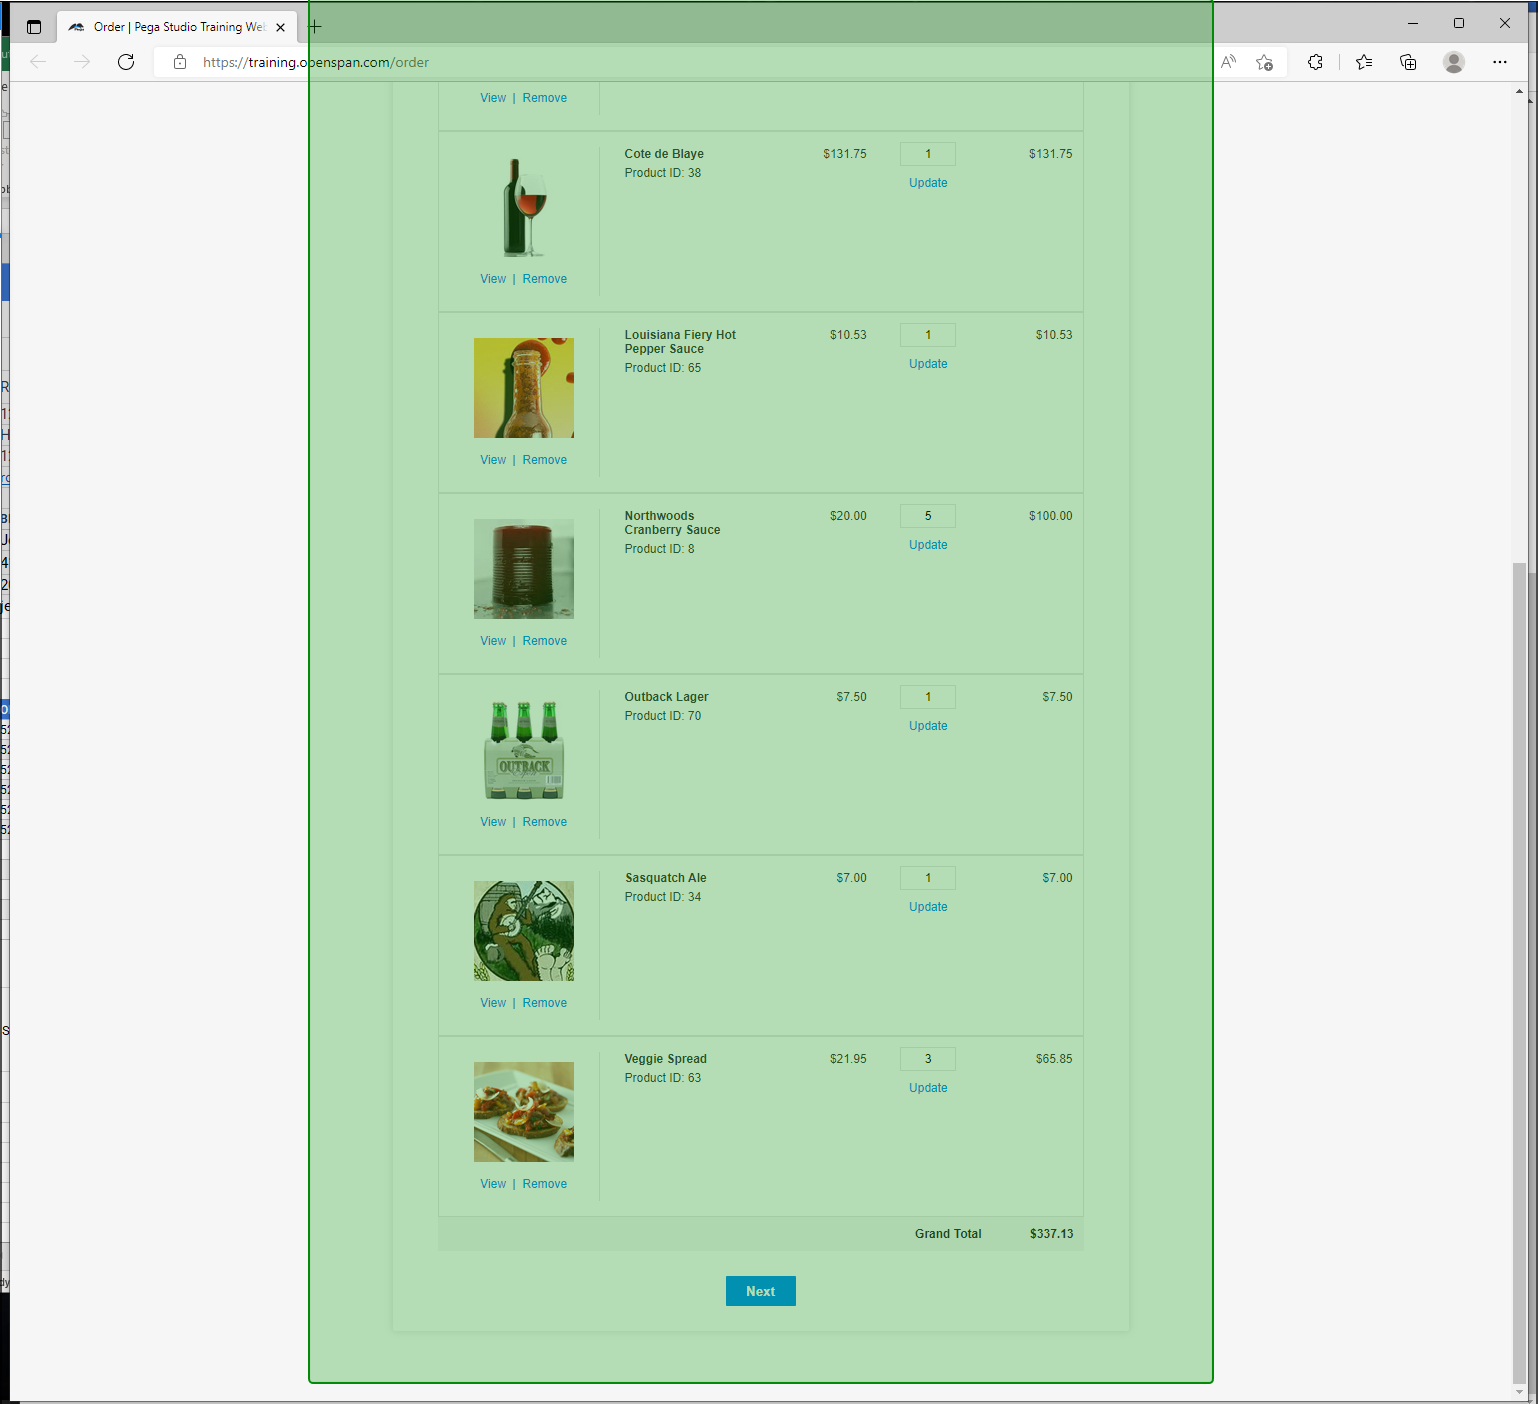 Order | Pega Studio Training Web
https://training.openspan.com/order
View | Remove
Cote de Blaye $131.75 1 $131.75
Product ID: 38
Update
View | Remove
Louisiana Fiery Hot $10.53 1 $10.53
Pepper Sauce
Product ID: 65 Update
View | Remove
Northwoods $20.00 5 $100.00
Cranberry Sauce
Product ID: 8 Update
View | Remove
Outback Lager $7.50 1 $7.50
Product ID: 70
Update
OUTBACK
View | Remove
Sasquatch Ale $7.00 1 $7.00
Product ID: 34
Update
View | Remove
Veggie Spread $21.95 3 $65.85
Product ID: 63
Update
View | Remove
Grand Total $337.13
Next